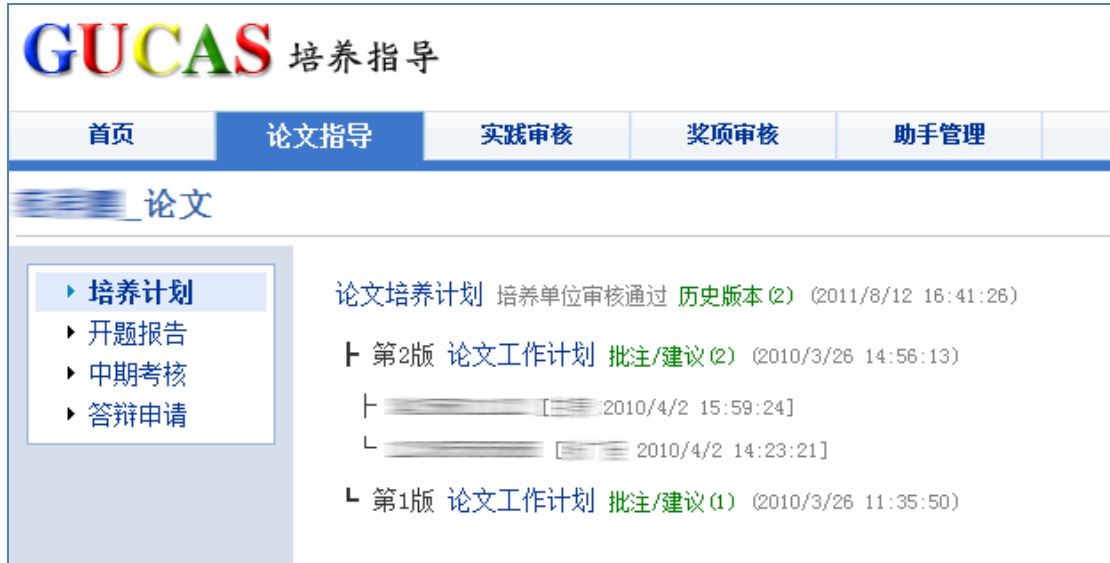 GUCAS 培养指导
首页 论文指导 实践审核 奖项审核 助手管理
_论文
培养计划
开题报告
中期考核
答辩申请
论文培养计划 培养单位审核通过 历史版本(2) (2011/8/12 16:41:26)
第2版 论文工作计划 批注/建议(2) (2010/3/26 14:56:13)
[ 2010/4/2 15:59:24]
[ 2010/4/2 14:23:21]
第1版 论文工作计划 批注/建议(1) (2010/3/26 11:35:50)